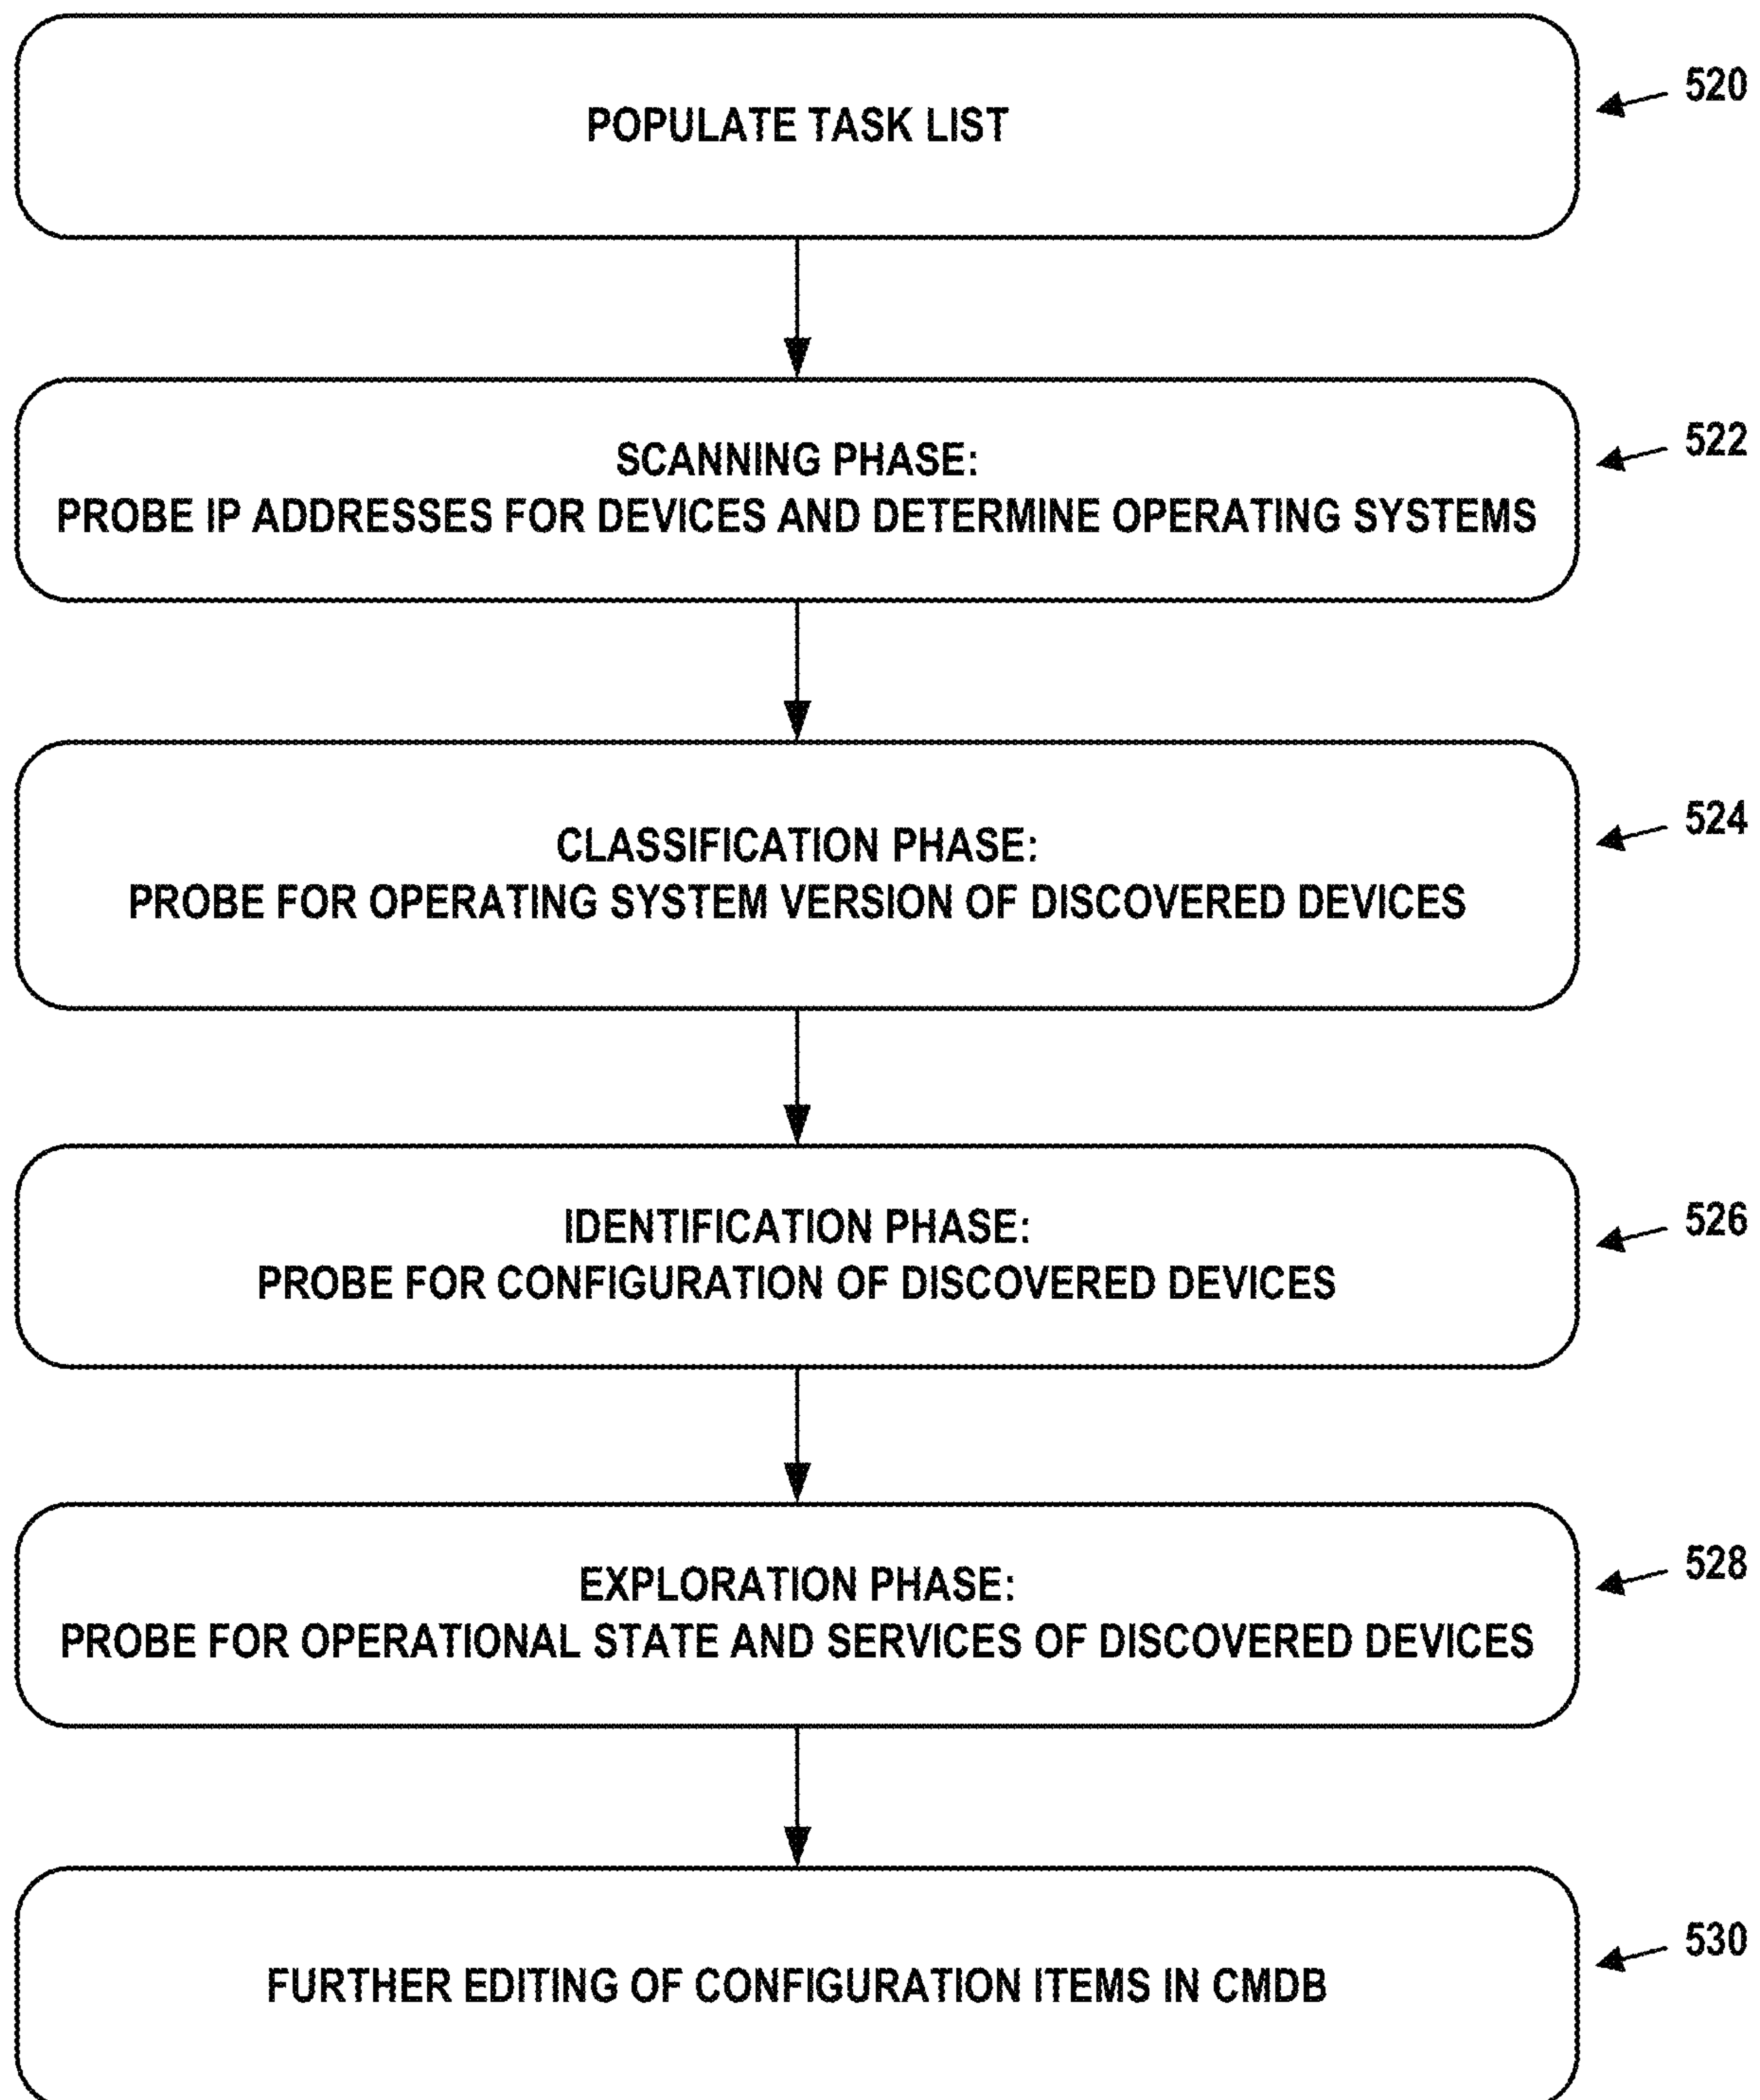 POPULATE TASK LIST
520
SCANNING PHASE:
PROBE IP ADDRESSES FOR DEVICES AND DETERMINE OPERATING SYSTEMS
522
CLASSIFICATION PHASE:
PROBE FOR OPERATING SYSTEM VERSION OF DISCOVERED DEVICES
524
IDENTIFICATION PHASE:
PROBE FOR CONFIGURATION OF DISCOVERED DEVICES
526
EXPLORATION PHASE:
PROBE FOR OPERATIONAL STATE AND SERVICES OF DISCOVERED DEVICES
528
FURTHER EDITING OF CONFIGURATION ITEMS IN CMDB
530